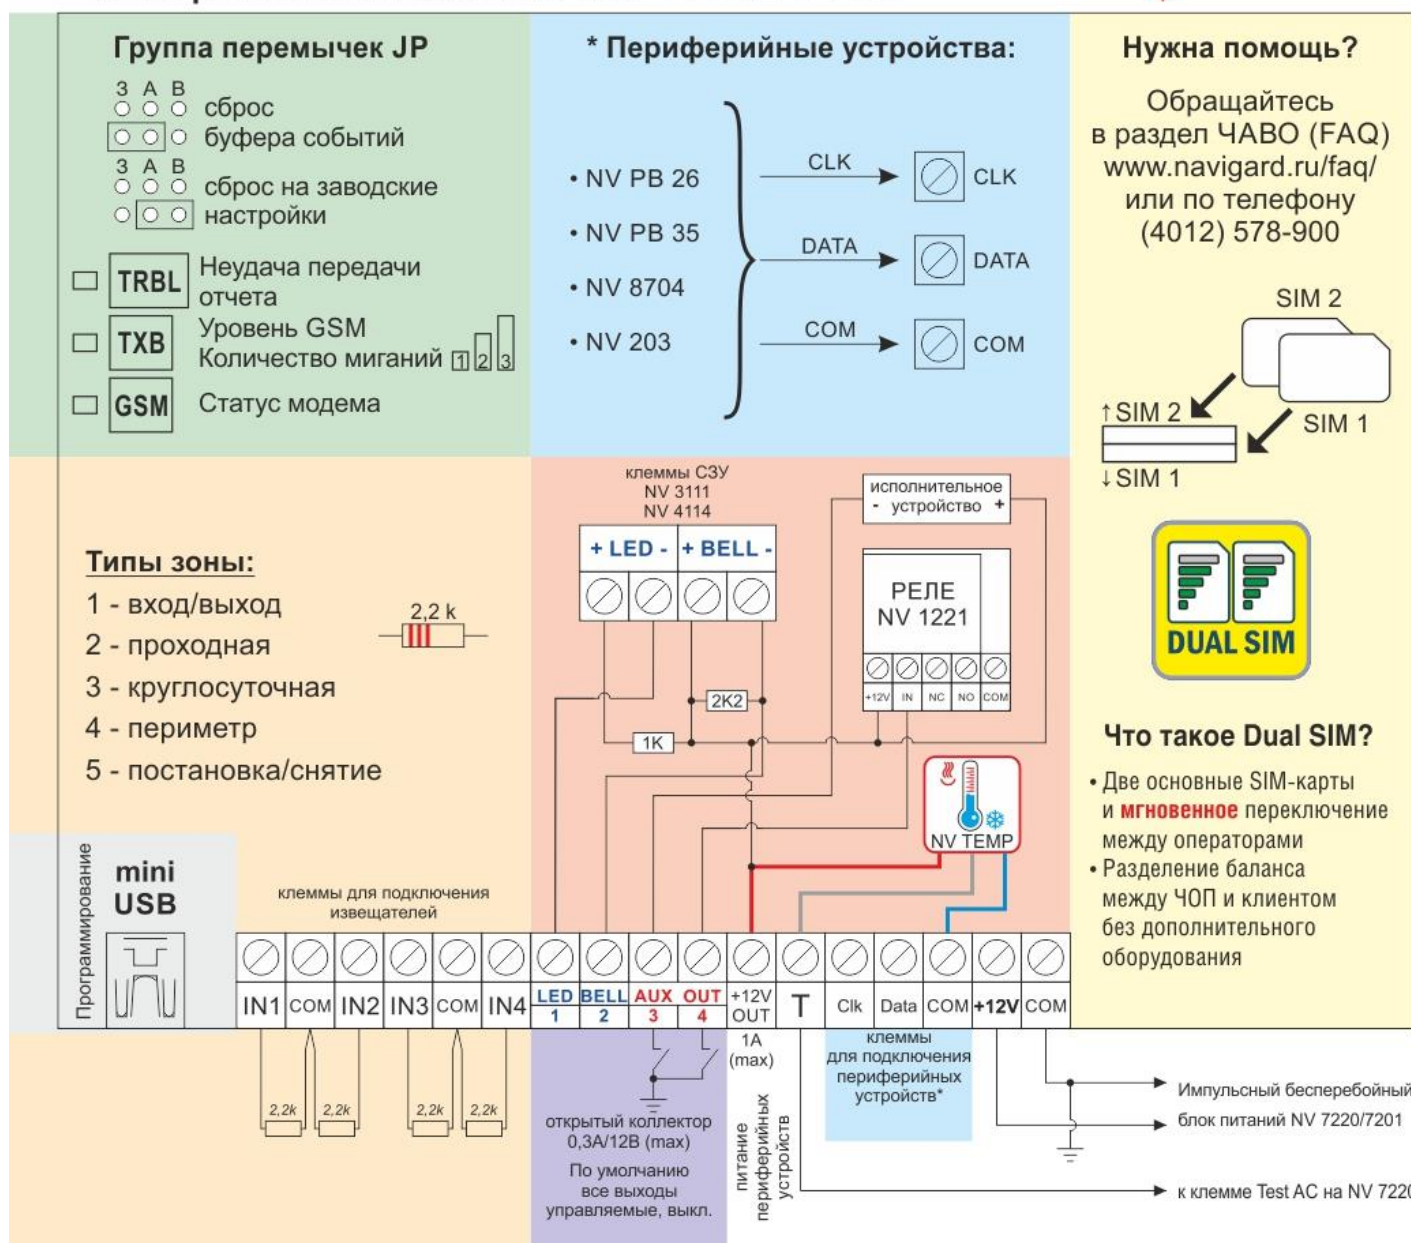 Группа перемычек JP
3 A B
сброс
буфера событий
3 A B
сброс на заводские
настройки
TRBL
Неудача передачи
отчета
TXB
Уровень GSM
Количество миганий 1 2 3
GSM
Статус модема
* Периферийные устройства:
• NV PB 26
• NV PB 35
• NV 8704
• NV 203
CLK
CLK
DATA
DATA
COM
COM
Нужна помощь?
Обращайтесь
в раздел ЧАВО (FAQ)
www.navigard.ru/faq/
или по телефону
(4012) 578-900
SIM 2
↑SIM 2
SIM 1
↓SIM 1
DUAL SIM
Что такое Dual SIM?
• Две основные SIM-карты
и мгновенное переключение
между операторами
• Разделение баланса
между ЧОП и клиентом
без дополнительного
оборудования
Типы зоны:
1 - вход/выход
2 - проходная
3 - круглосуточная
4 - периметр
5 - постановка/снятие
2,2 k
клеммы СЗУ
NV 3111
NV 4114
+ LED -
+ BELL -
2K2
1K
исполнительное
- устройство +
РЕЛЕ
NV 1221
+12V IN NC NO COM
NV TEMP
Программирование
mini
USB
клеммы для подключения
извещателей
IN1 COM IN2 IN3 COM IN4 LED BELL AUX OUT +12V T Clk Data COM +12V COM
1 2 3 4 OUT
2,2k 2,2k 2,2k 2,2k
открытый коллектор
0,3А/12В (max)
По умолчанию
все выходы
управляемые, выкл.
1А
(max)
питание
периферийных
устройств
клеммы
для подключения
периферийных
устройств*
Импульсный бесперебойный
блок питаний NV 7220/7201
к клемме Test AC на NV 7220